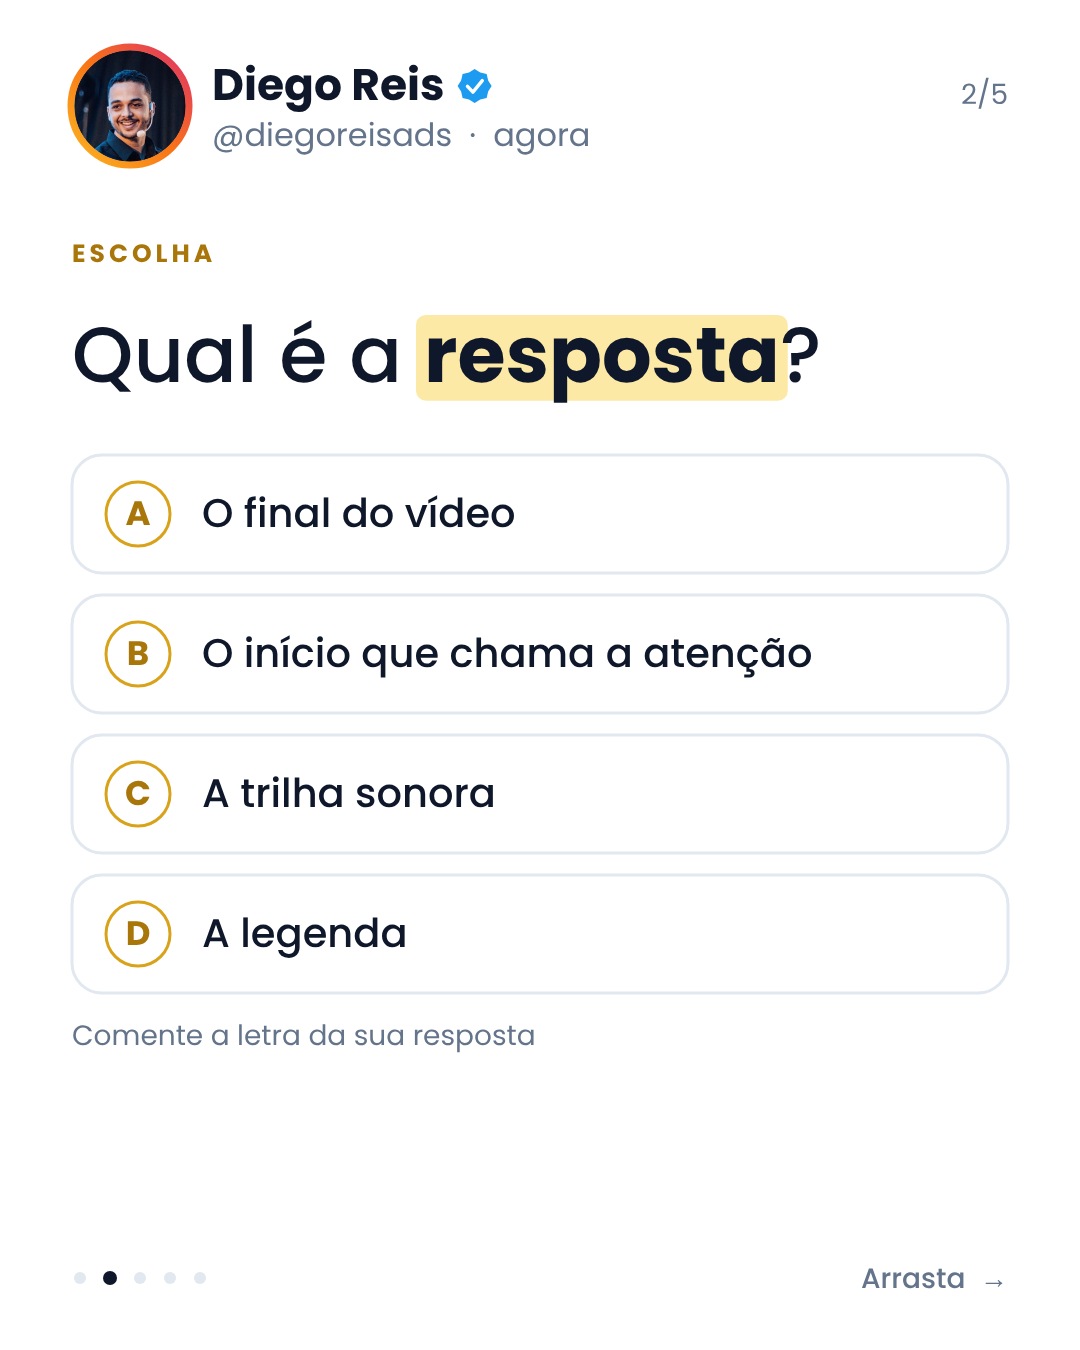 Diego Reis
@diegoreisads · agora
2/5
ESCOLHA
Qual é a resposta?
A O final do vídeo
B O início que chama a atenção
C A trilha sonora
D A legenda
Comente a letra da sua resposta
Arrasta →